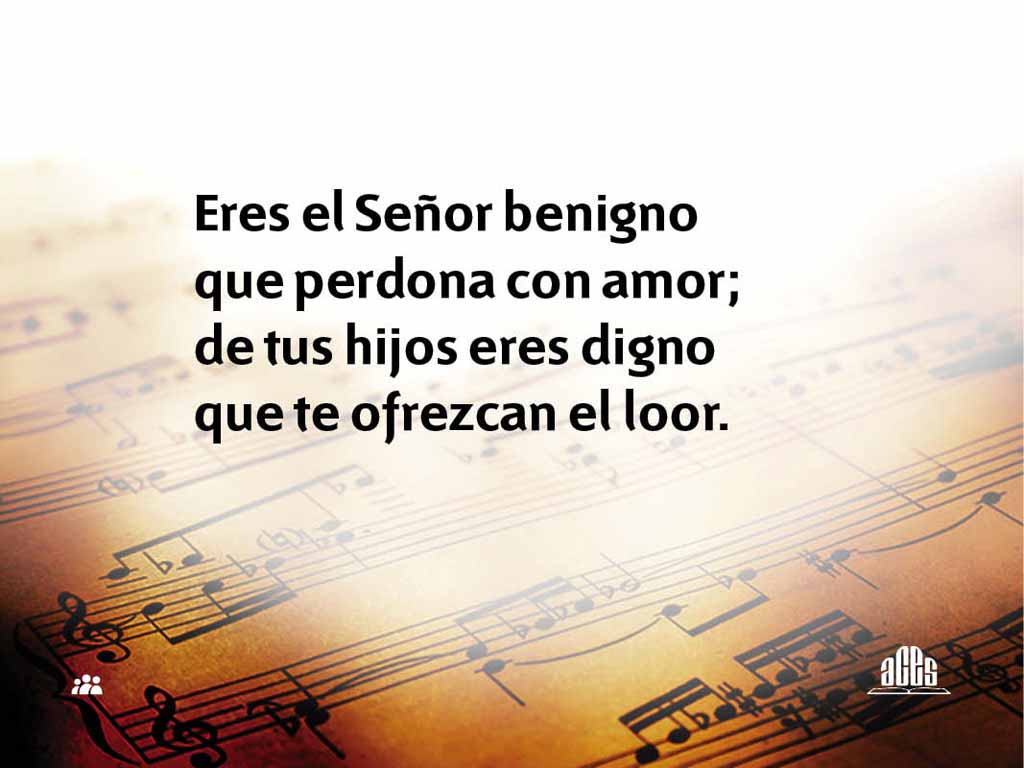 Eres el Señor benigno
que perdona con amor;
de tus hijos eres digno
que te ofrezcan el loor.
aces